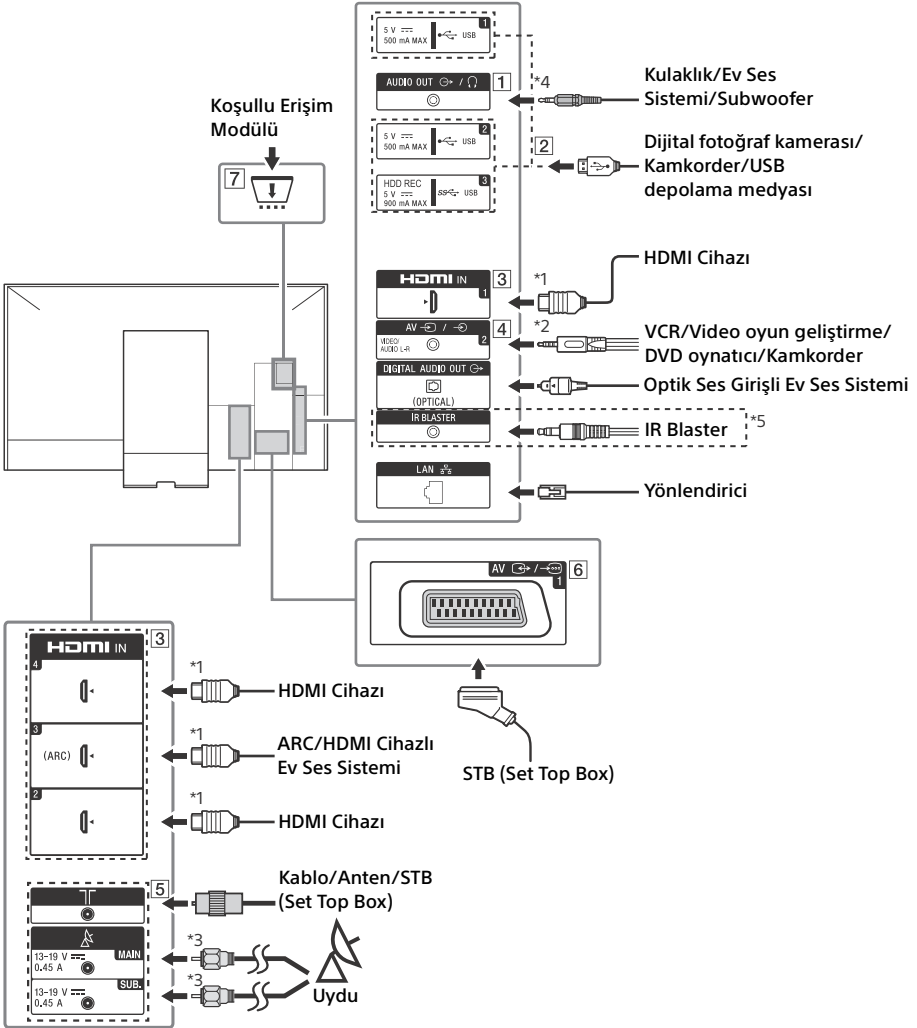 5 V
500 mA MAX
USB
1
AUDIO OUT /
1
*4
Kulaklık/Ev Ses
Sistemi/Subwoofer
Koşullu Erişim
Modülü
7
5 V
500 mA MAX
USB
2
2
Dijital fotoğraf kamerası/
Kamkorder/USB
depolama medyası
HDD REC
5 V
900 mA MAX
SS
USB
3
HDMI IN
1
3
*1
HDMI Cihazı
AV /
VIDEO/
AUDIO L-R
2
4
*2
VCR/Video oyun geliştirme/
DVD oynatıcı/Kamkorder
DIGITAL AUDIO OUT
(OPTICAL)
Optik Ses Girişli Ev Ses Sistemi
IR BLASTER
IR Blaster
*5
LAN
Yönlendirici
AV /
1
6
STB (Set Top Box)
HDMI IN
3
4
*1
HDMI Cihazı
3
(ARC)
*1
ARC/HDMI Cihazlı
Ev Ses Sistemi
2
*1
HDMI Cihazı
5
Kablo/Anten/STB
(Set Top Box)
13-19 V
0.45 A
MAIN
*3
13-19 V
0.45 A
SUB.
*3
Uydu